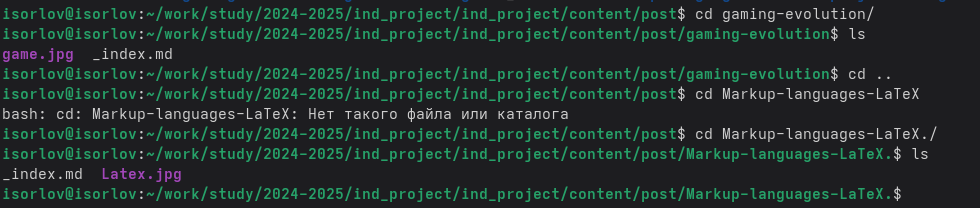 isorlov@isorlov:~/work/study/2024-2025/ind_project/ind_project/content/post$ cd gaming-evolution/
isorlov@isorlov:~/work/study/2024-2025/ind_project/ind_project/content/post/gaming-evolution$ ls
game.jpg  _index.md
isorlov@isorlov:~/work/study/2024-2025/ind_project/ind_project/content/post/gaming-evolution$ cd ..
isorlov@isorlov:~/work/study/2024-2025/ind_project/ind_project/content/post$ cd Markup-languages-LaTeX
bash: cd: Markup-languages-LaTeX: Нет такого файла или каталога
isorlov@isorlov:~/work/study/2024-2025/ind_project/ind_project/content/post$ cd Markup-languages-LaTeX./
isorlov@isorlov:~/work/study/2024-2025/ind_project/ind_project/content/post/Markup-languages-LaTeX.$ ls
_index.md  Latex.jpg
isorlov@isorlov:~/work/study/2024-2025/ind_project/ind_project/content/post/Markup-languages-LaTeX.$